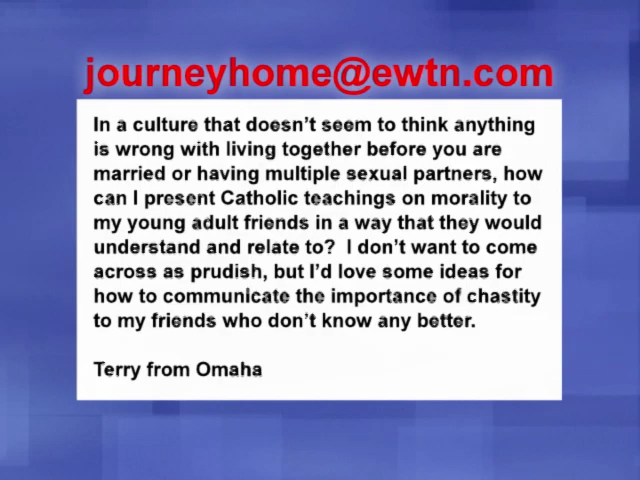 journeyhome@ewtn.com
In a culture that doesn't seem to think anything
is wrong with living together before you are
married or having multiple sexual partners, how
can I present Catholic teachings on morality to
my young adult friends in a way that they would
understand and relate to?  I don't want to come
across as prudish, but I'd love some ideas for
how to communicate the importance of chastity
to my friends who don't know any better.
Terry from Omaha